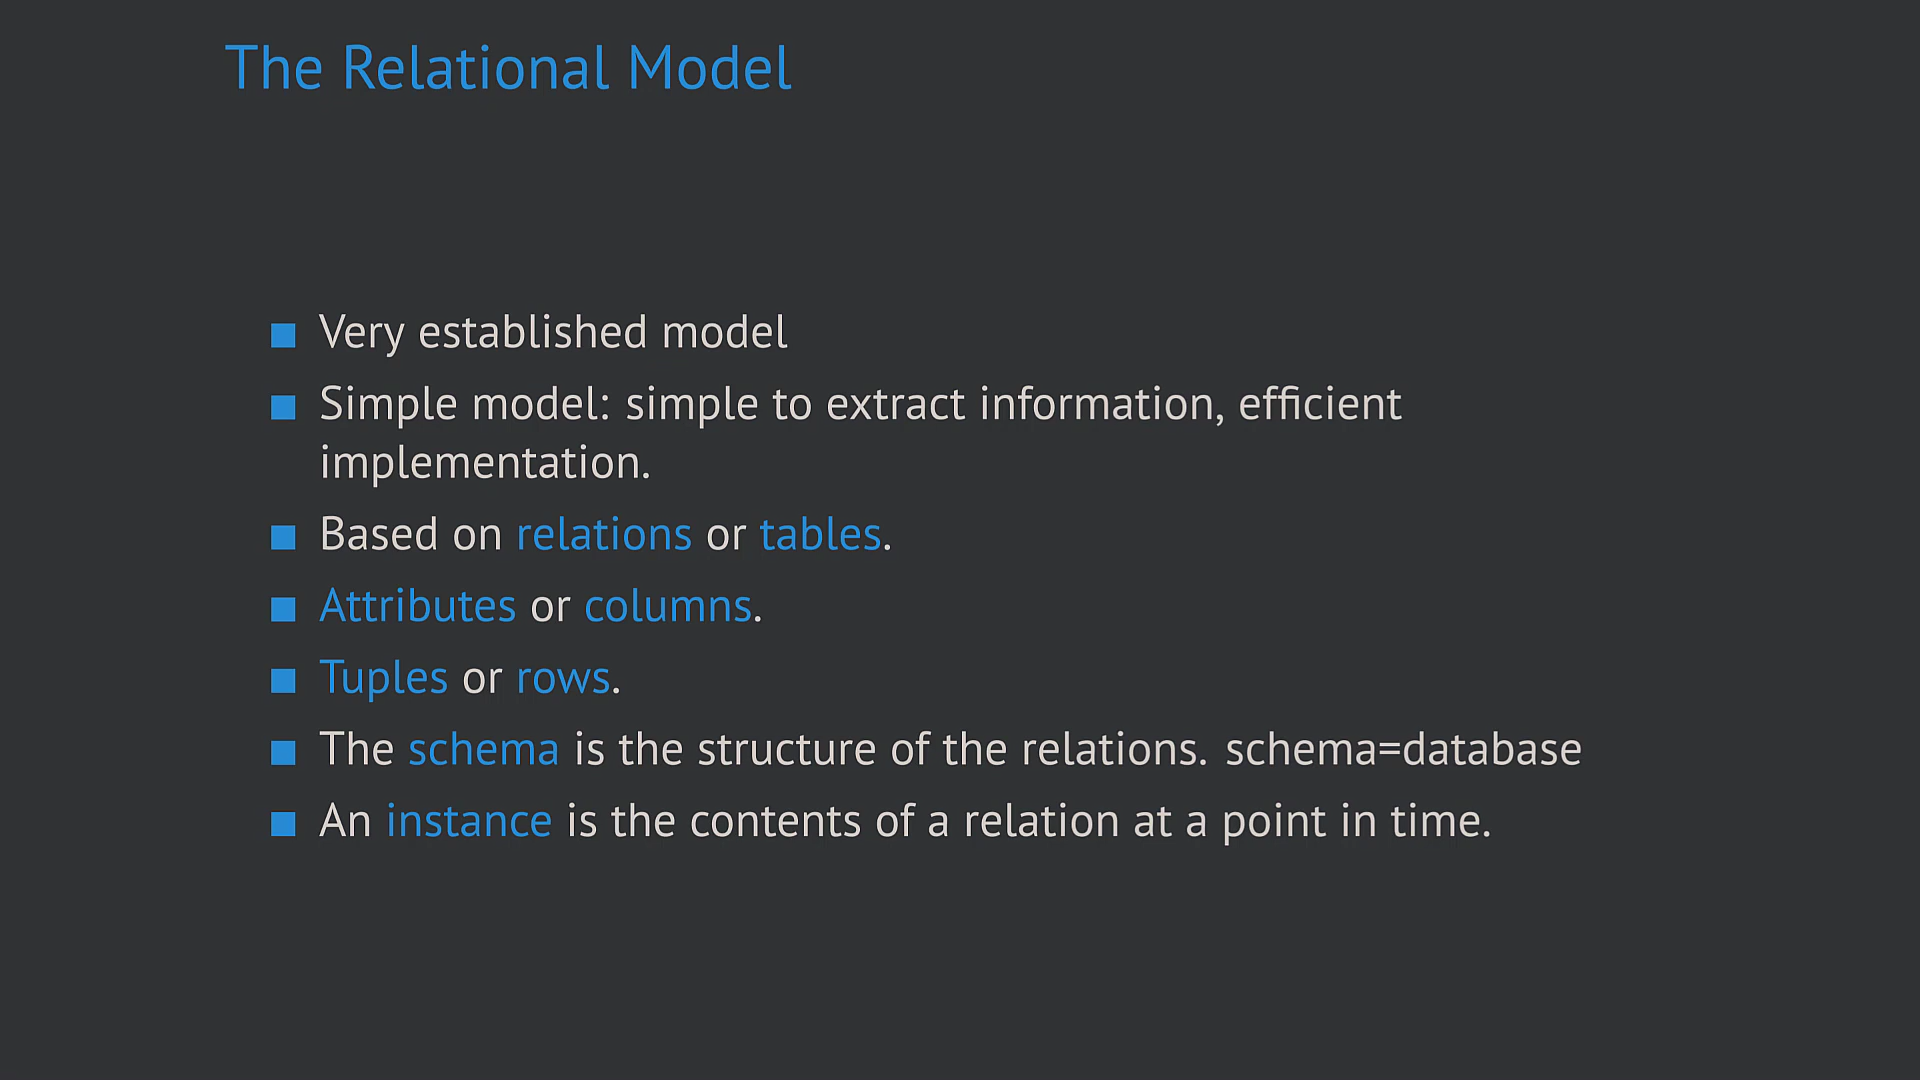 The Relational Model
Very established model
Simple model: simple to extract information, efficient
implementation.
Based on relations or tables.
Attributes or columns.
Tuples or rows.
The schema is the structure of the relations. schema=database
An instance is the contents of a relation at a point in time.